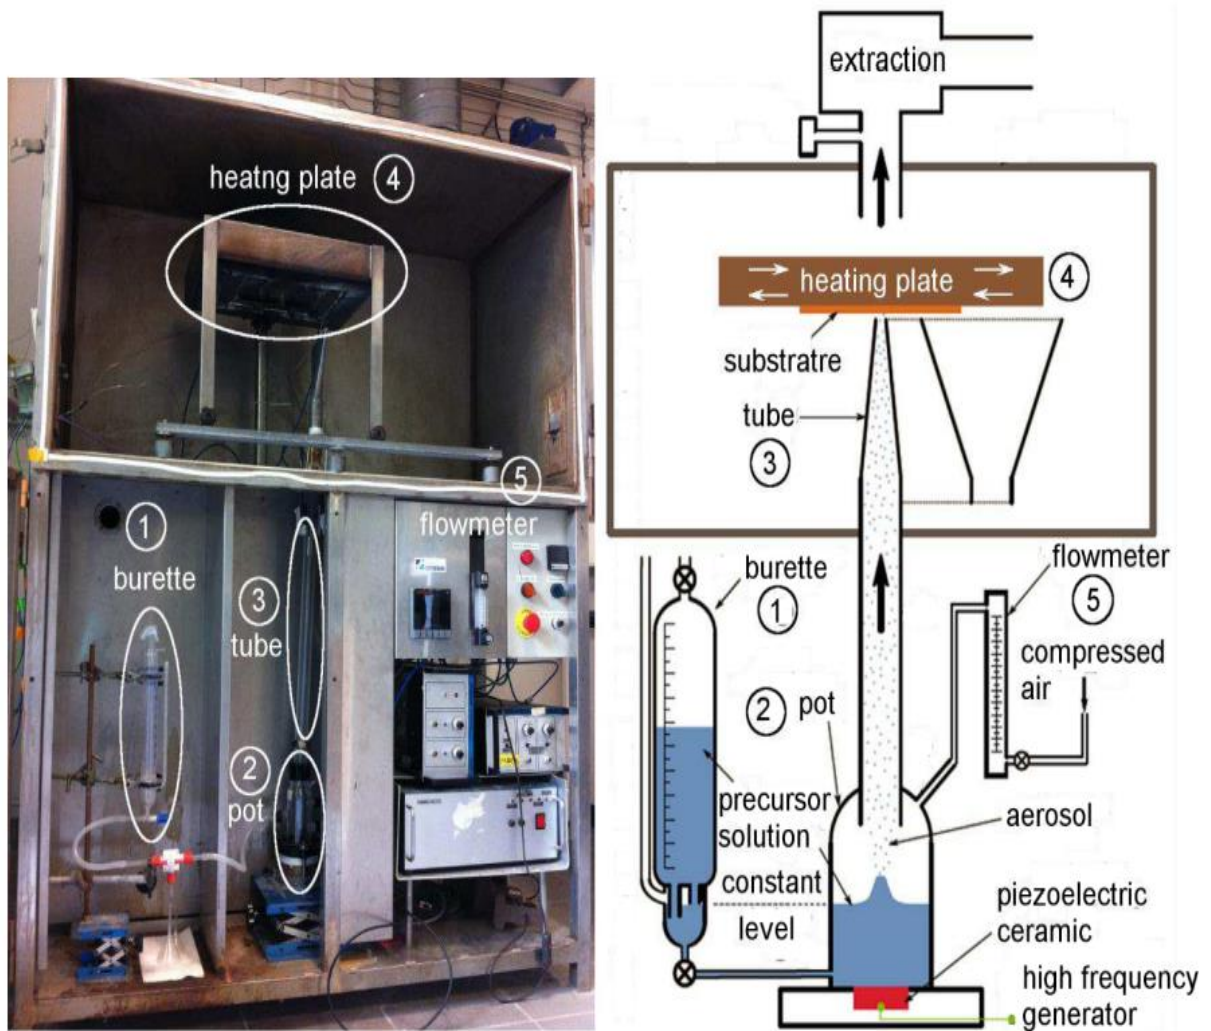 heatng plate 4
5
flowmeter
1
burette
3
tube
2
pot
extraction
heating plate
4
substratre
tube
3
burette
1
flowmeter
5
compressed
air
2 pot
precursor
solution
aerosol
constant
level
piezoelectric
ceramic
high frequency
generator